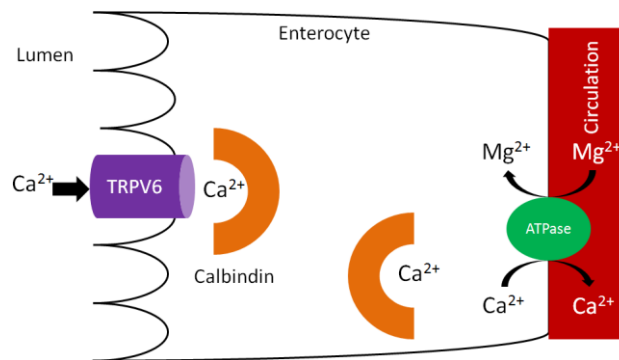 Enterocyte
Lumen
Circulation
Mg²⁺
Mg²⁺
Ca²⁺
TRPV6
Ca²⁺
ATPase
Calbindin
Ca²⁺
Ca²⁺
Ca²⁺